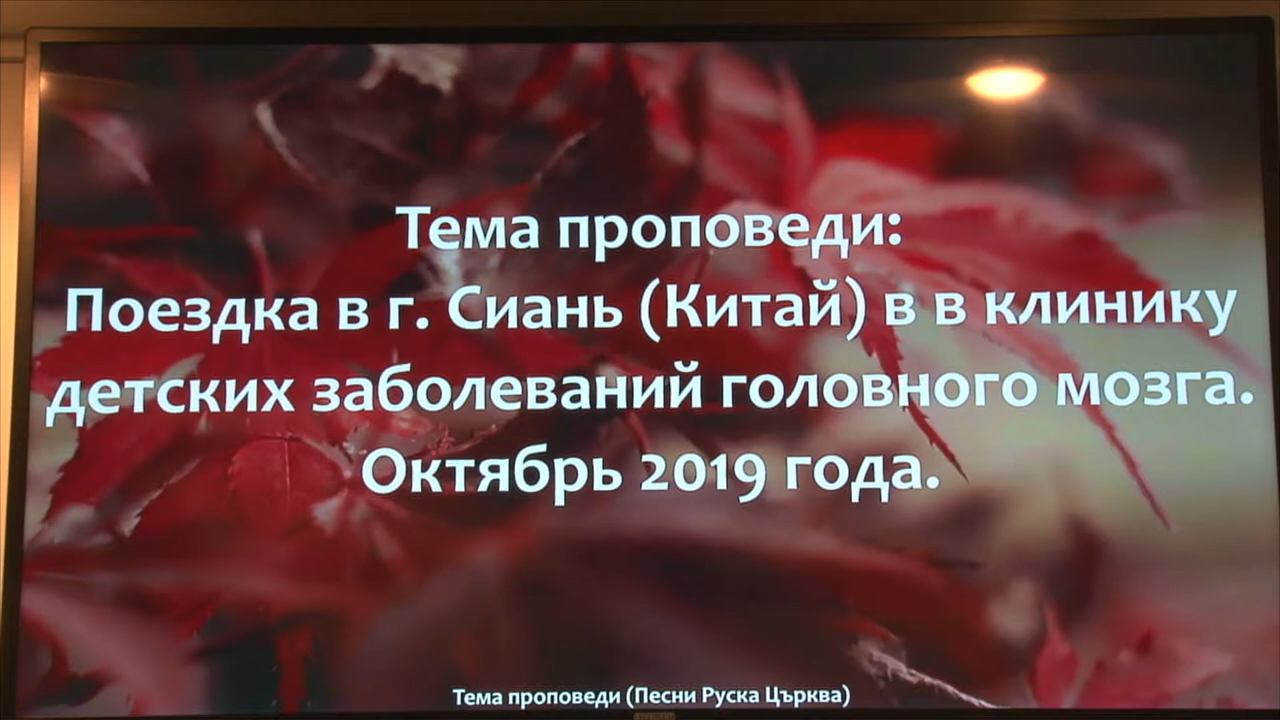 Тема проповеди:
Поездка в г. Сиань (Китай) в в клинику
детских заболеваний головного мозга.
Октябрь 2019 года.
Тема проповеди (Песни Руска Църква)